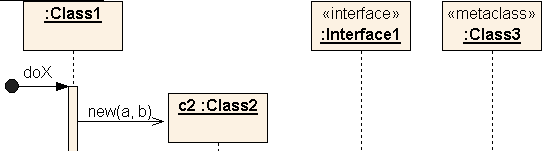 :Class1
«interface»
:Interface1
«metaclass»
:Class3
doX
new(a, b)
c2 :Class2